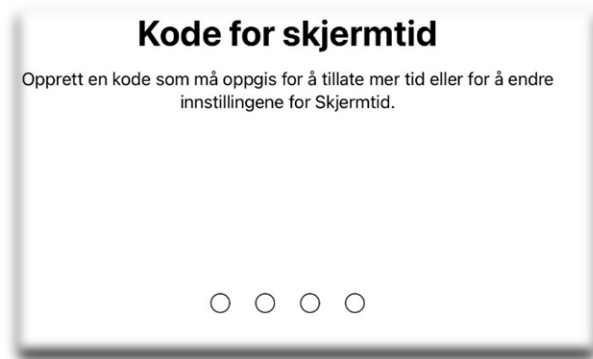 Kode for skjermtid
Opprett en kode som må oppgis for å tillate mer tid eller for å endre
innstillingene for Skjermtid.